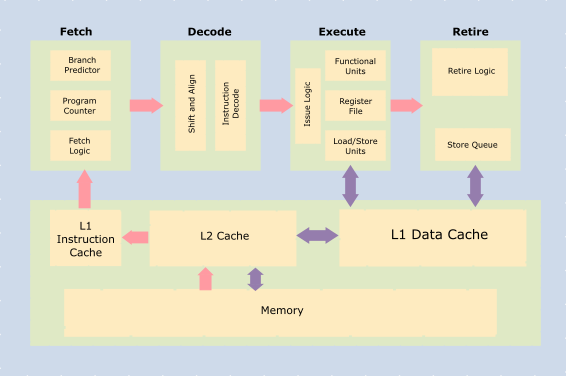 Fetch
Decode
Execute
Retire
Branch
Predictor
Program
Counter
Fetch
Logic
Shift and Align
Instruction
Decode
Issue Logic
Functional
Units
Register
File
Load/Store
Units
Retire Logic
Store Queue
L1
Instruction
Cache
L2 Cache
L1 Data Cache
Memory